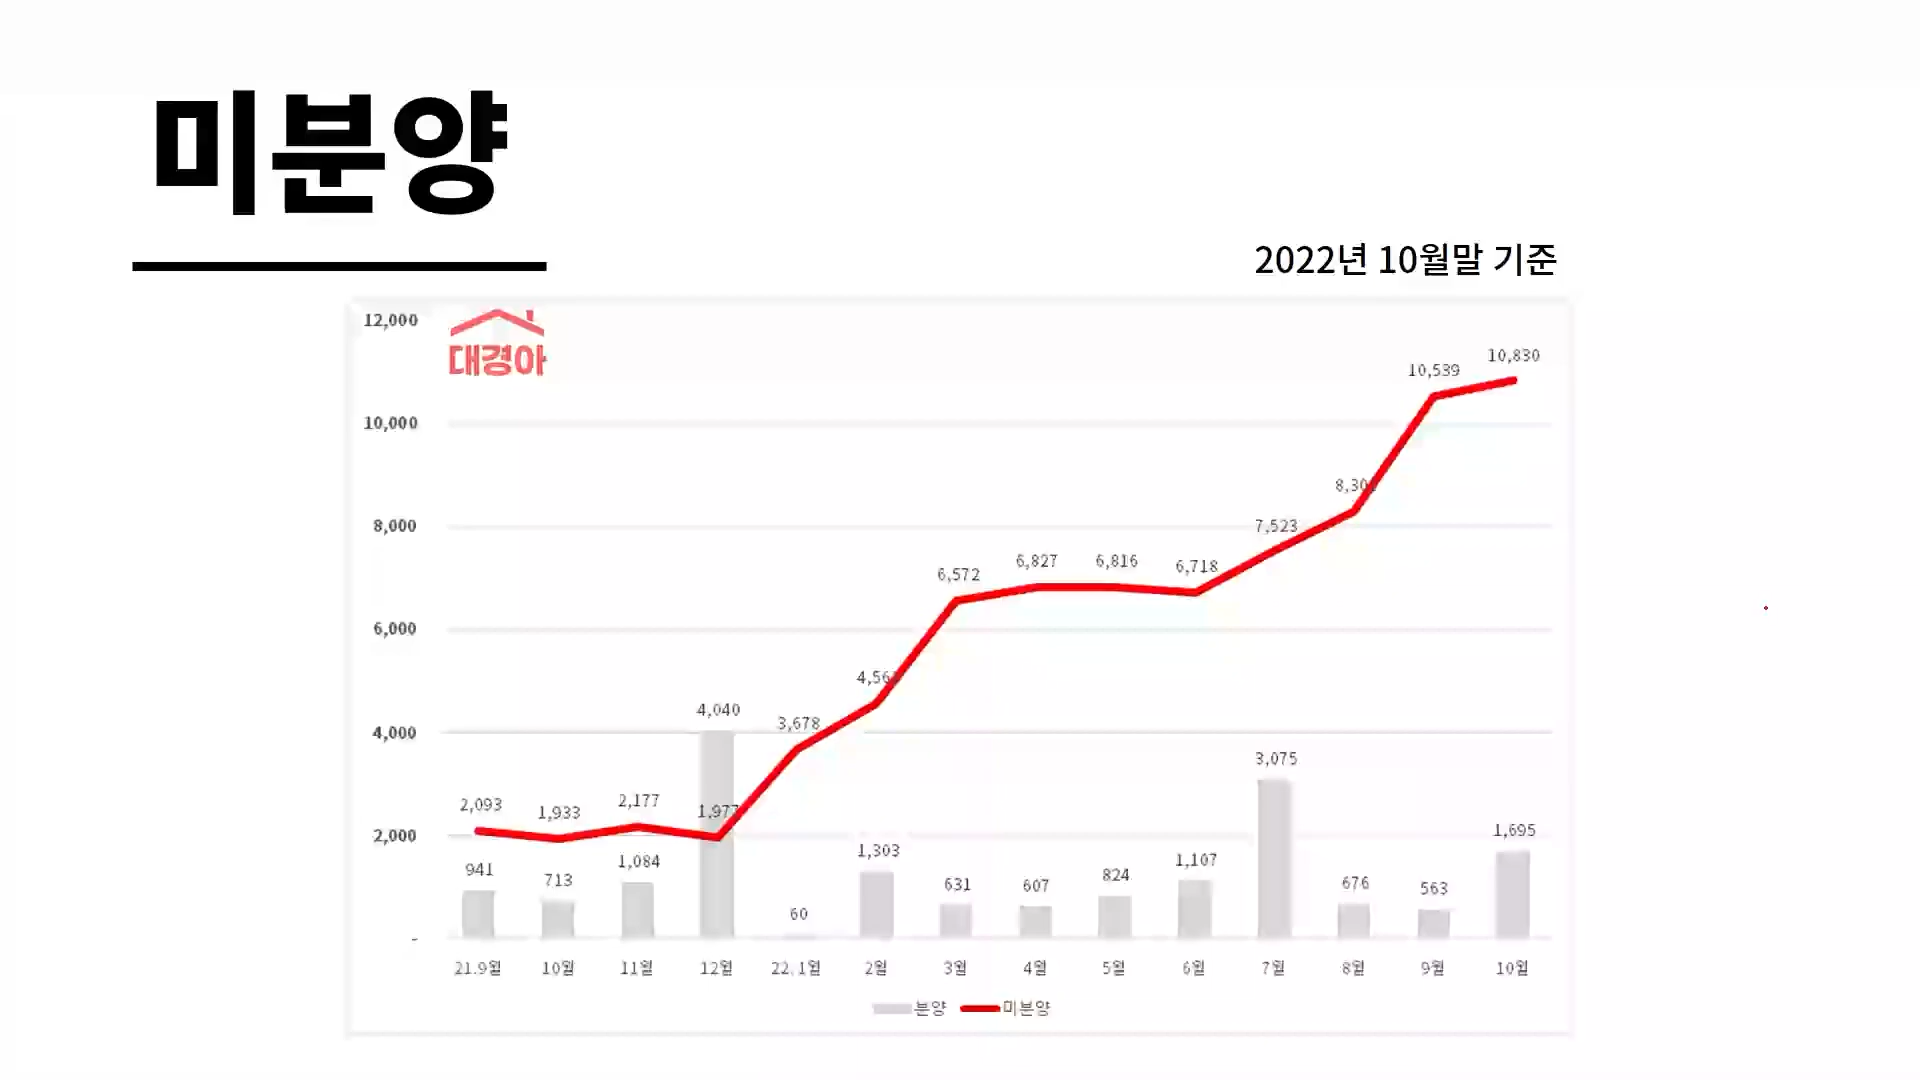 미분양
2022년 10월말 기준
대경아
12,000
10,000
8,000
6,000
4,000
2,000
-
2,093 1,933 2,177 1,977 3,678 6,572 6,827 6,816 6,718 7,523 10,539 10,830
941 713 1,084 4,040 60 1,303 631 607 824 1,107 3,075 676 563 1,695
21.9월 10월 11월 12월 22.1월 2월 3월 4월 5월 6월 7월 8월 9월 10월
분양 미분양